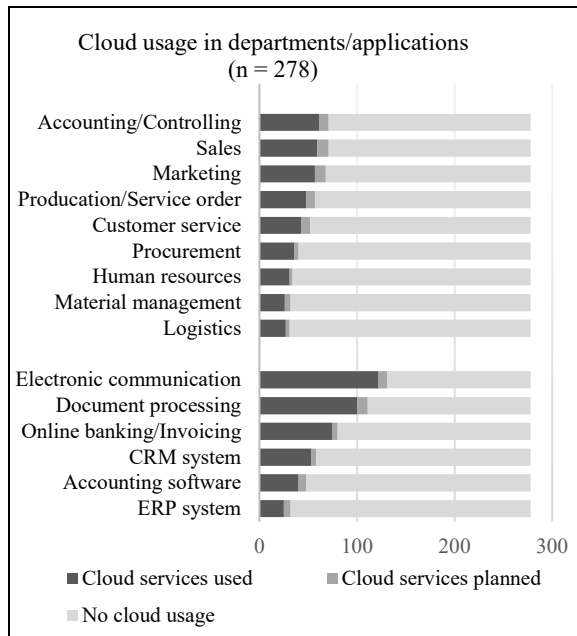 Cloud usage in departments/applications
(n = 278)
Accounting/Controlling
Sales
Marketing
Producation/Service order
Customer service
Procurement
Human resources
Material management
Logistics
Electronic communication
Document processing
Online banking/Invoicing
CRM system
Accounting software
ERP system
0 100 200 300
Cloud services used Cloud services planned
No cloud usage